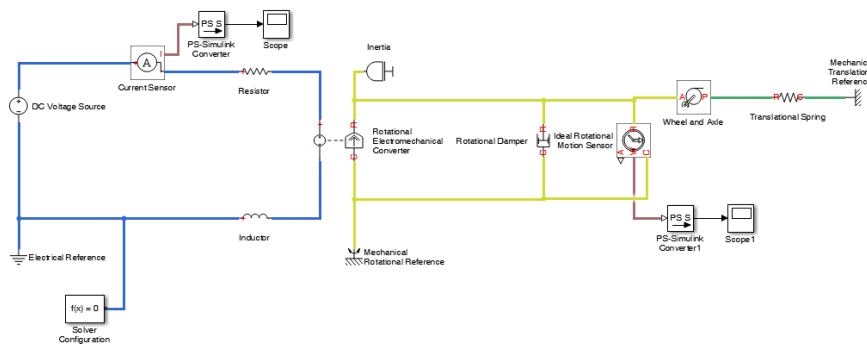 PS S
PS-Simulink
Converter
Scope
A
I
Current Sensor
Resistor
DC Voltage Source
Inertia
Rotational
Electromechanical
Converter
R
C
Rotational Damper
R
C
Ideal Rotational
Motion Sensor
R
A
W
C
A
P
Wheel and Axle
R
C
Translational Spring
Mechanical
Translational
Reference
Inductor
Electrical Reference
Mechanical
Rotational Reference
PS S
PS-Simulink
Converter1
Scope1
f(x) = 0
Solver
Configuration